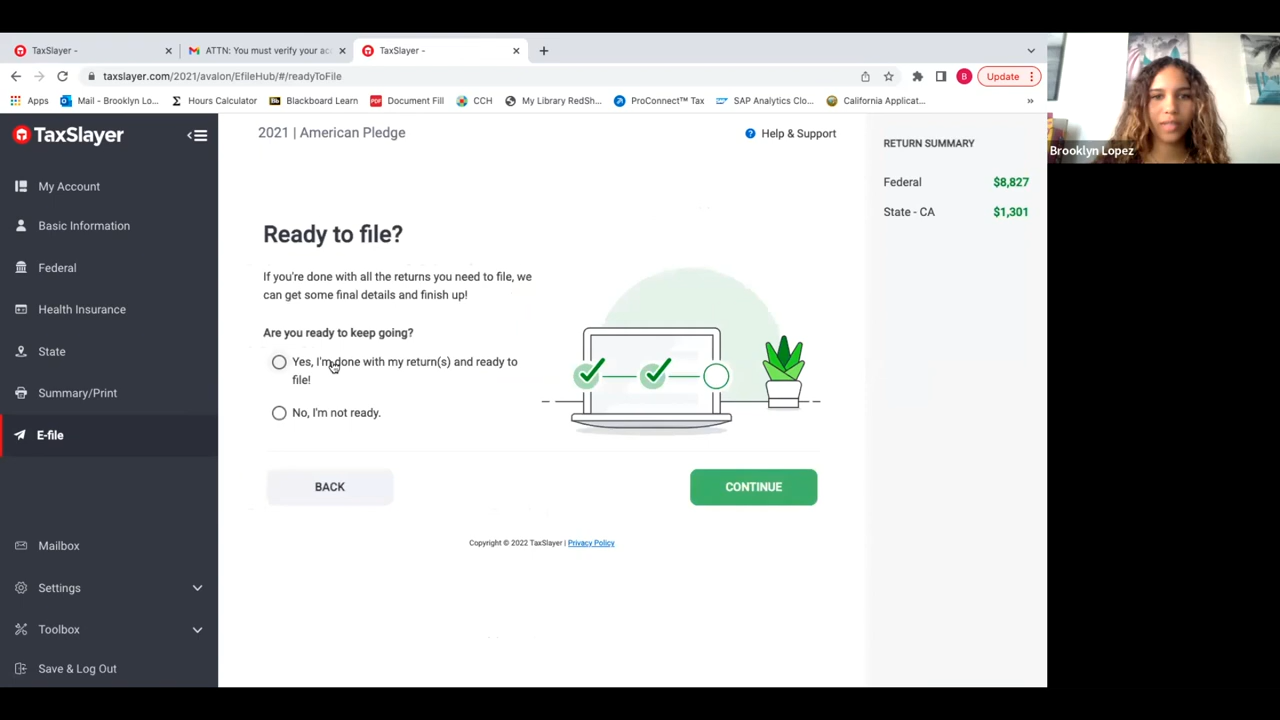 TaxSlayer -
ATTN: You must verify your acc
TaxSlayer -
taxslayer.com/2021/avalon/EfileHub/#/readyToFile
B
Update
Apps
Mail - Brooklyn Lo...
Hours Calculator
Blackboard Learn
Document Fill
CCH
My Library RedSh...
ProConnect™ Tax
SAP Analytics Clo...
California Applicat...
»
Brooklyn Lopez
TaxSlayer
My Account
Basic Information
Federal
Health Insurance
State
Summary/Print
E-file
Mailbox
Settings
Toolbox
Save & Log Out
2021 | American Pledge
Help & Support
Ready to file?
If you're done with all the returns you need to file, we
can get some final details and finish up!
Are you ready to keep going?
Yes, I'm done with my return(s) and ready to
file!
No, I'm not ready.
BACK
CONTINUE
Copyright © 2022 TaxSlayer | Privacy Policy
RETURN SUMMARY
Federal $8,827
State - CA $1,301